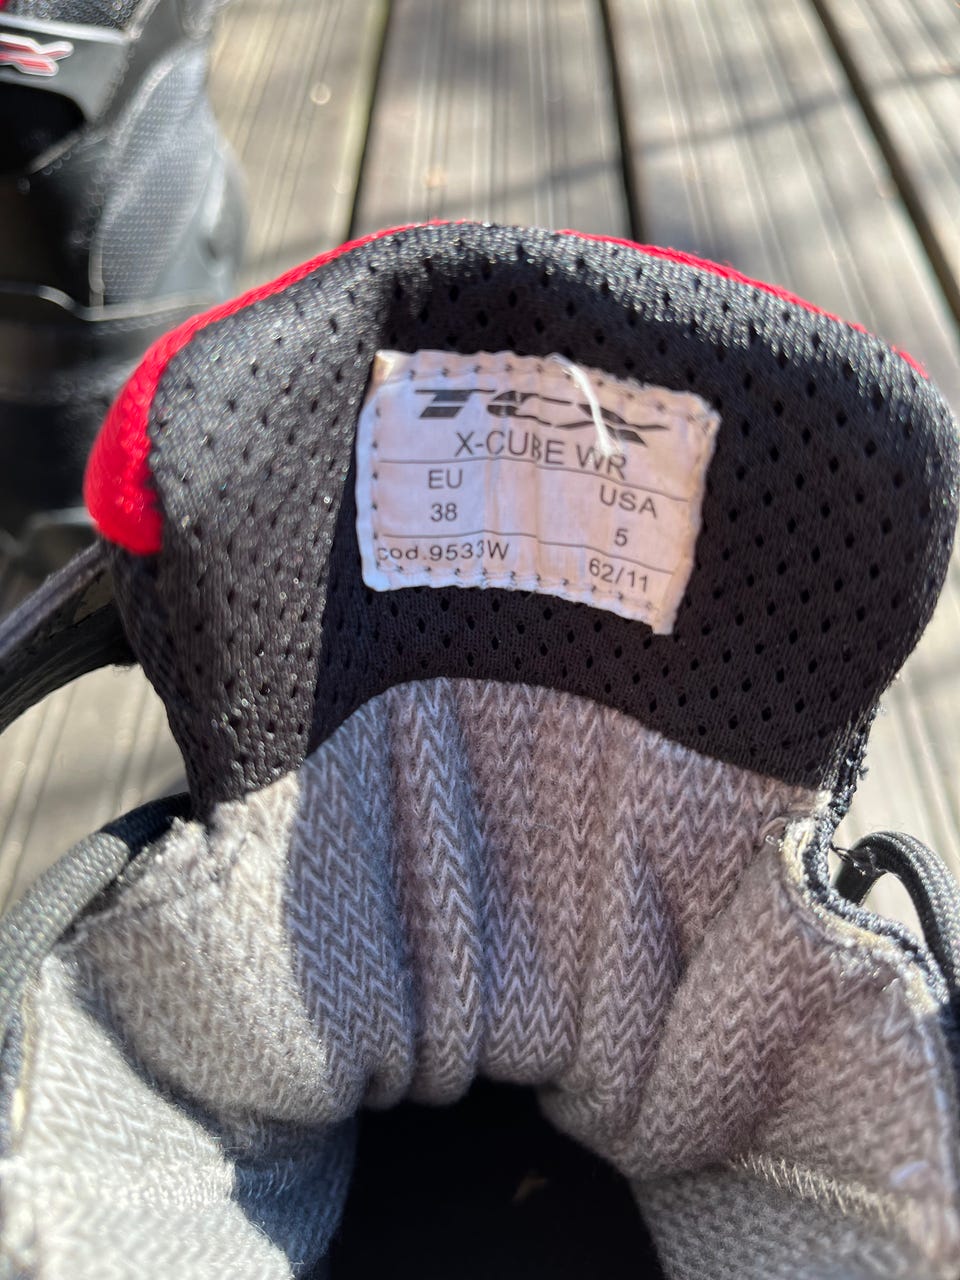 TCX
X-CUBE WR
EU USA
38 5
cod.9533W 62/11